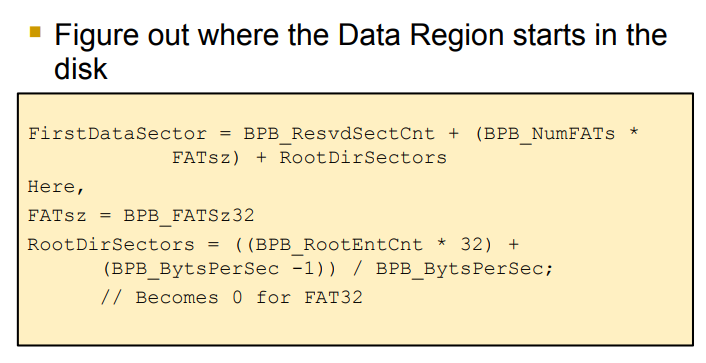 Figure out where the Data Region starts in the
disk
FirstDataSector = BPB_ResvdSectCnt + (BPB_NumFATs *
FATsz) + RootDirSectors
Here,
FATsz = BPB_FATSz32
RootDirSectors = ((BPB_RootEntCnt * 32) +
(BPB_BytsPerSec -1)) / BPB_BytsPerSec;
// Becomes 0 for FAT32